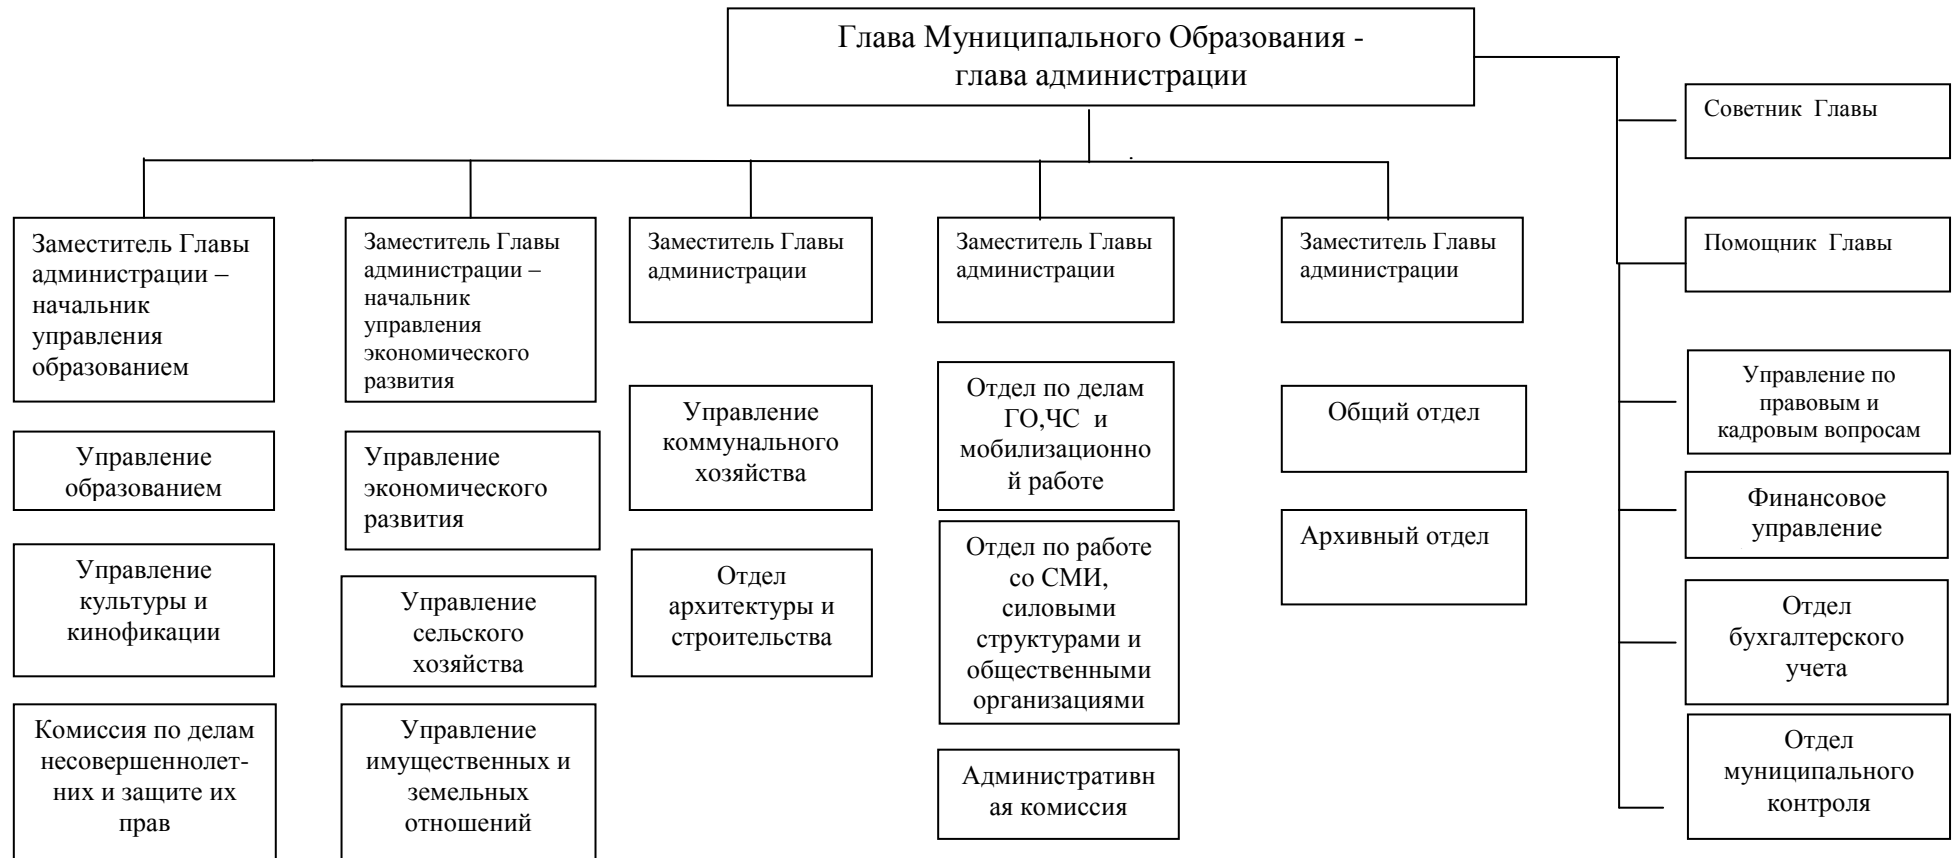 Глава Муниципального Образования -
глава администрации
Советник Главы
Помощник Главы
Управление по
правовым и
кадровым вопросам
Финансовое
управление
Отдел
бухгалтерского
учета
Отдел
муниципального
контроля
Заместитель Главы
администрации –
начальник
управления
образованием
Управление
образованием
Управление
культуры и
кинофикации
Комиссия по делам
несовершеннолет-
них и защите их
прав
Заместитель Главы
администрации –
начальник
управления
экономического
развития
Управление
экономического
развития
Управление
сельского
хозяйства
Управление
имущественных и
земельных
отношений
Заместитель Главы
администрации
Управление
коммунального
хозяйства
Отдел
архитектуры и
строительства
Заместитель Главы
администрации
Отдел по делам
ГО,ЧС и
мобилизационно
й работе
Отдел по работе
со СМИ,
силовыми
структурами и
общественными
организациями
Административн
ая комиссия
Заместитель Главы
администрации
Общий отдел
Архивный отдел